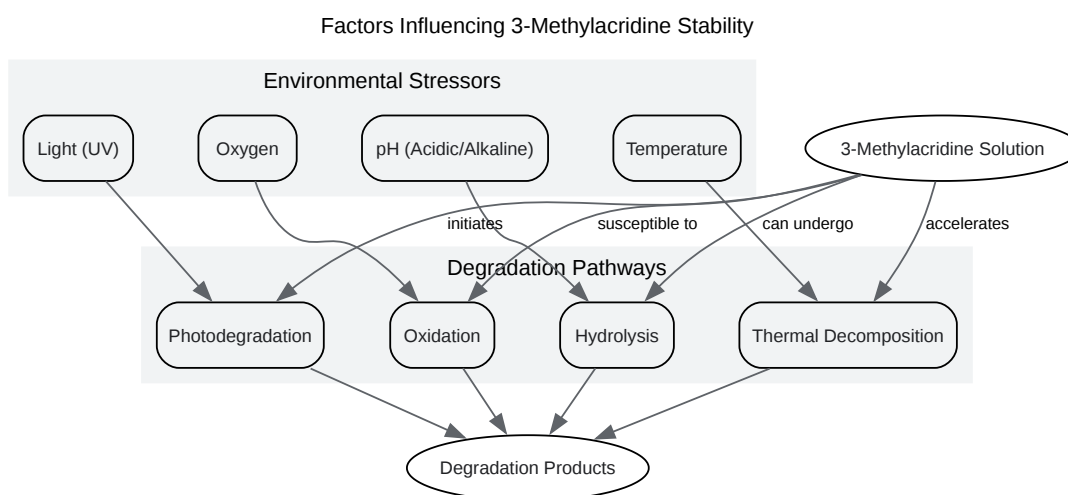 Factors Influencing 3-Methylacridine Stability
Environmental Stressors
Light (UV)
Oxygen
pH (Acidic/Alkaline)
Temperature
3-Methylacridine Solution
initiates
susceptible to
can undergo
accelerates
Degradation Pathways
Photodegradation
Oxidation
Hydrolysis
Thermal Decomposition
Degradation Products